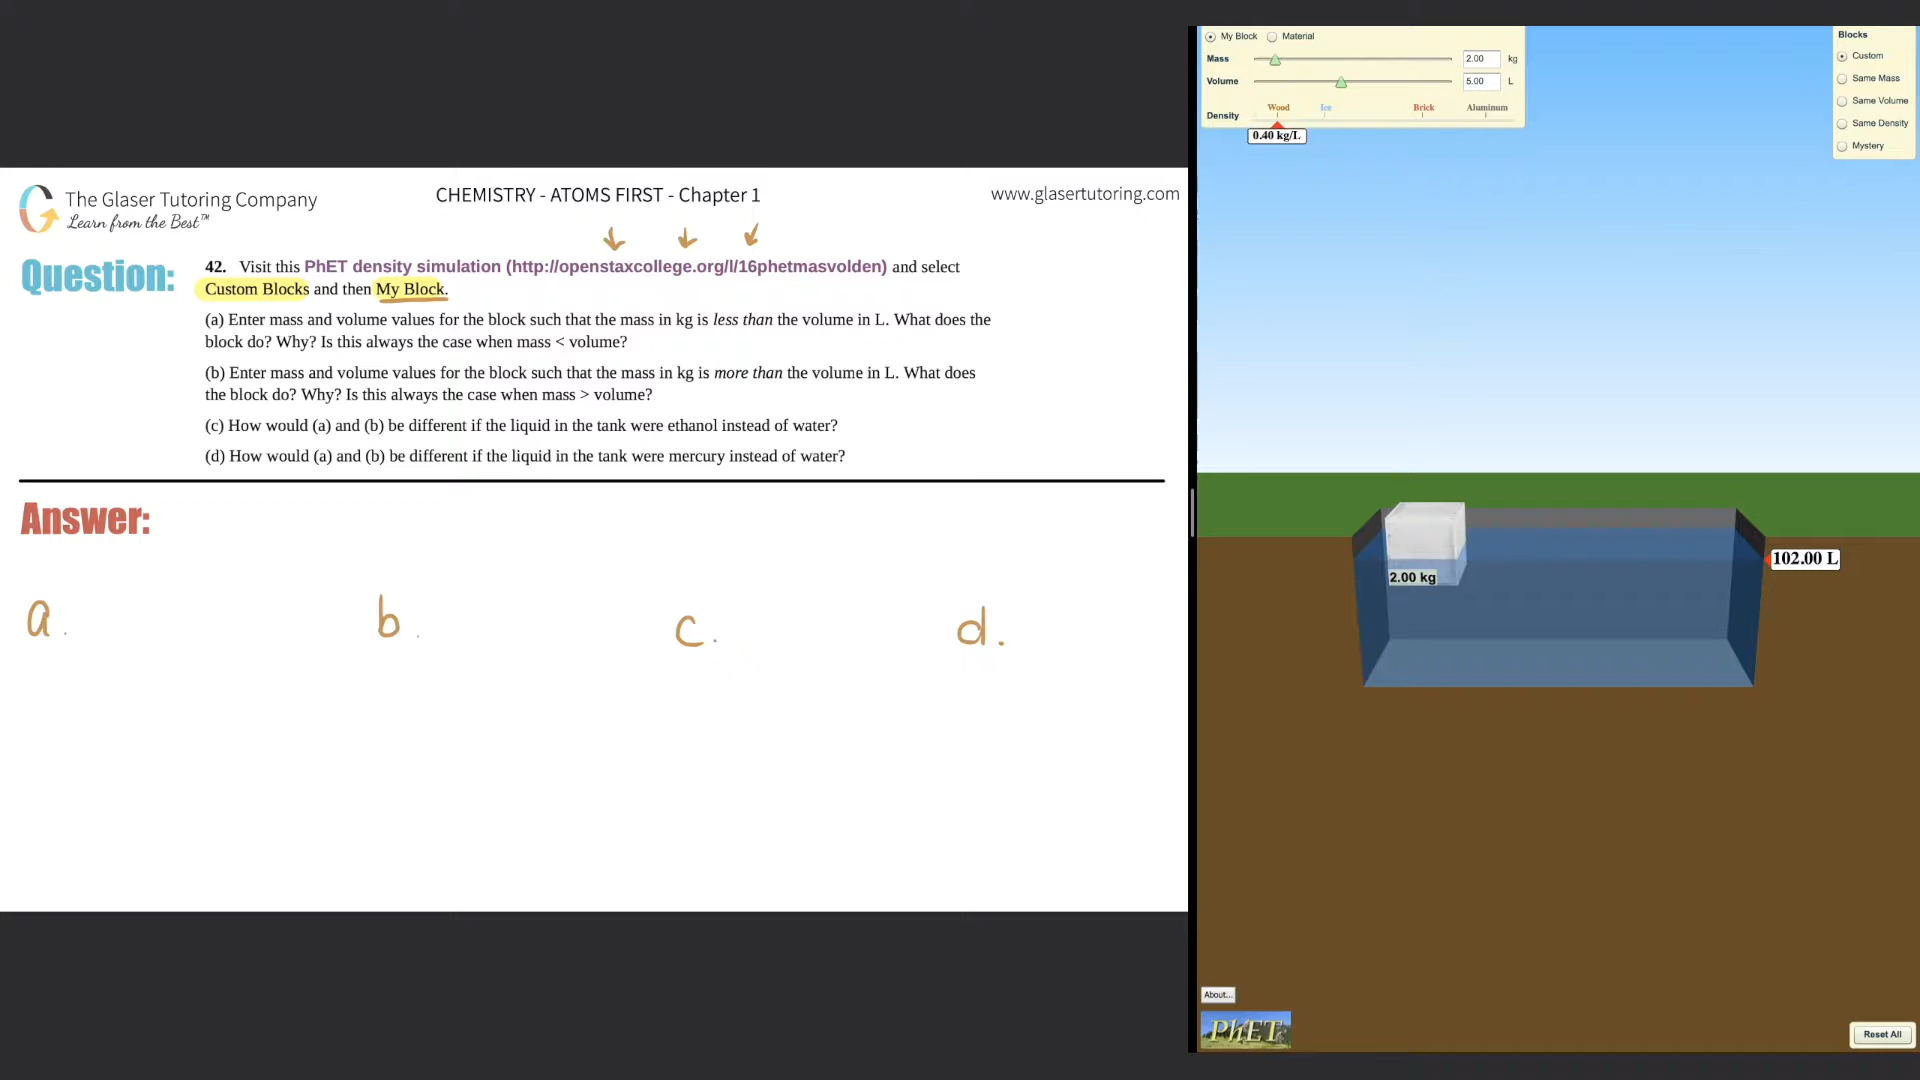 The Glaser Tutoring Company
Learn from the Best™
CHEMISTRY - ATOMS FIRST - Chapter 1
www.glasertutoring.com
Question:
42. Visit this PhET density simulation (http://openstaxcollege.org/l/16phetmasvolden) and select
Custom Blocks and then My Block.
(a) Enter mass and volume values for the block such that the mass in kg is less than the volume in L. What does the
block do? Why? Is this always the case when mass < volume?
(b) Enter mass and volume values for the block such that the mass in kg is more than the volume in L. What does
the block do? Why? Is this always the case when mass > volume?
(c) How would (a) and (b) be different if the liquid in the tank were ethanol instead of water?
(d) How would (a) and (b) be different if the liquid in the tank were mercury instead of water?
Answer:
a. b. c. d.
My Block Material
Mass 2.00 kg
Volume 5.00 L
Wood Ice Brick Aluminum
Density
0.40 kg/L
Blocks
Custom
Same Mass
Same Volume
Same Density
Mystery
102.00 L
2.00 kg
About...
PhET
Reset All